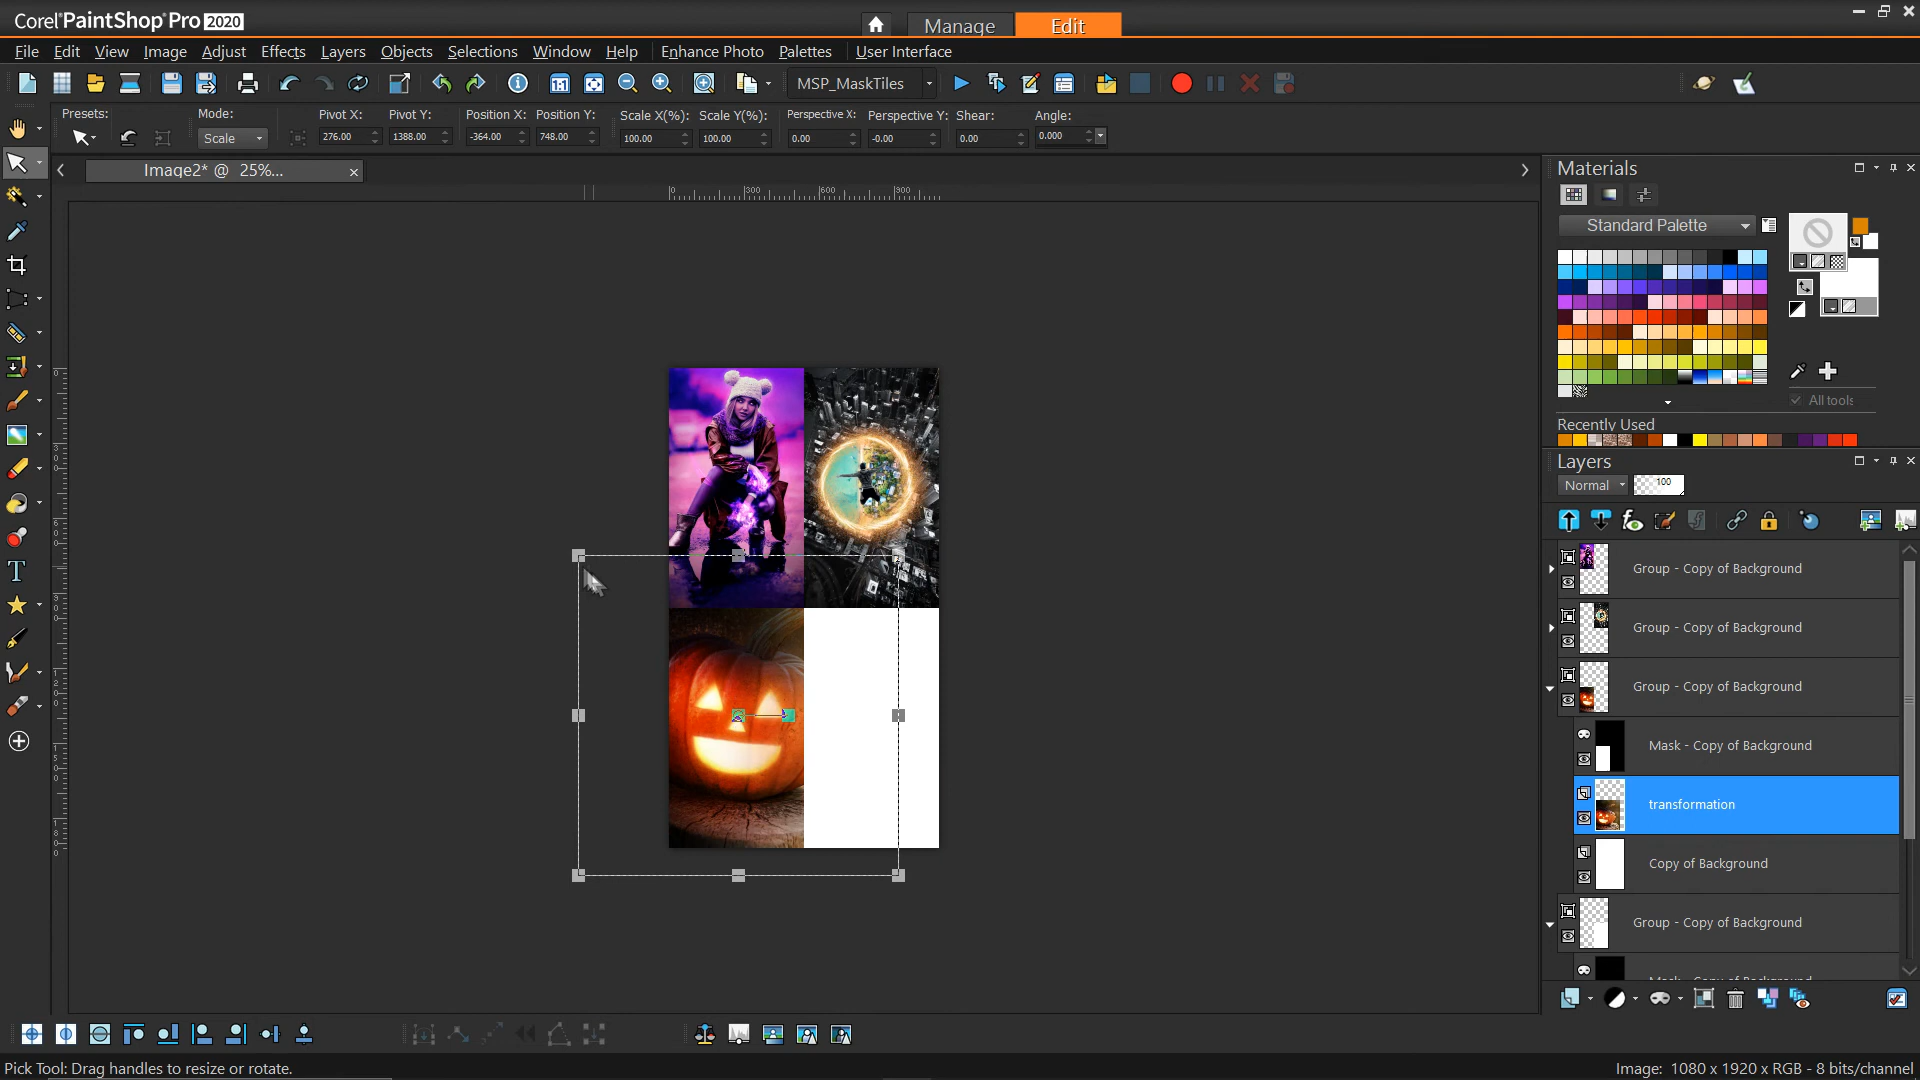 Corel PaintShop Pro 2020
Manage
Edit
File Edit View Image Adjust Effects Layers Objects Selections Window Help Enhance Photo Palettes User Interface
MSP_MaskTiles
Presets:
Mode:
Pivot X:
Pivot Y:
Position X:
Position Y:
Scale X(%):
Scale Y(%):
Perspective X:
Perspective Y:
Shear:
Angle:
Scale
276.00
1388.00
-364.00
748.00
100.00
100.00
0.00
-0.00
0.00
0.000
Image2* @ 25%...
0
300
600
900
Materials
Standard Palette
All tools
Recently Used
Layers
Normal
100
Group - Copy of Background
Group - Copy of Background
Group - Copy of Background
Mask - Copy of Background
transformation
Copy of Background
Group - Copy of Background
Pick Tool: Drag handles to resize or rotate.
Image: 1080 x 1920 x RGB - 8 bits/channel